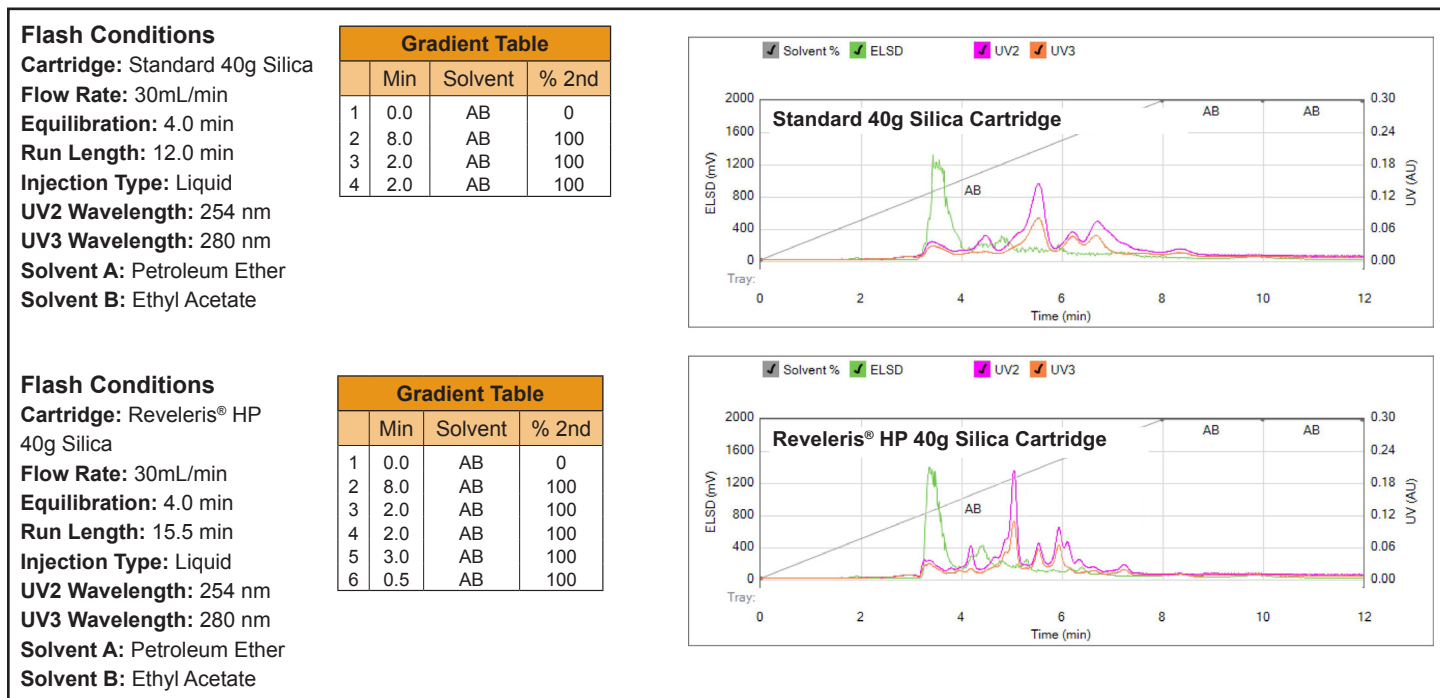 Flash Conditions
Cartridge: Standard 40g Silica
Flow Rate: 30mL/min
Equilibration: 4.0 min
Run Length: 12.0 min
Injection Type: Liquid
UV2 Wavelength: 254 nm
UV3 Wavelength: 280 nm
Solvent A: Petroleum Ether
Solvent B: Ethyl Acetate
Gradient Table
Min Solvent % 2nd
1 0.0 AB 0
2 8.0 AB 100
3 2.0 AB 100
4 2.0 AB 100
Solvent % ELSD UV2 UV3
Standard 40g Silica Cartridge
2000
1600
1200
800
400
0
ELSD (mV)
AB
AB AB
0.30
0.24
0.18
0.12
0.06
0.00
UV (AU)
Tray:
0 2 4 6 8 10 12
Time (min)
Flash Conditions
Cartridge: Reveleris® HP
40g Silica
Flow Rate: 30mL/min
Equilibration: 4.0 min
Run Length: 15.5 min
Injection Type: Liquid
UV2 Wavelength: 254 nm
UV3 Wavelength: 280 nm
Solvent A: Petroleum Ether
Solvent B: Ethyl Acetate
Gradient Table
Min Solvent % 2nd
1 0.0 AB 0
2 8.0 AB 100
3 2.0 AB 100
4 2.0 AB 100
5 3.0 AB 100
6 0.5 AB 100
Solvent % ELSD UV2 UV3
Reveleris® HP 40g Silica Cartridge
2000
1600
1200
800
400
0
ELSD (mV)
AB
AB AB
0.30
0.24
0.18
0.12
0.06
0.00
UV (AU)
Tray:
0 2 4 6 8 10 12
Time (min)